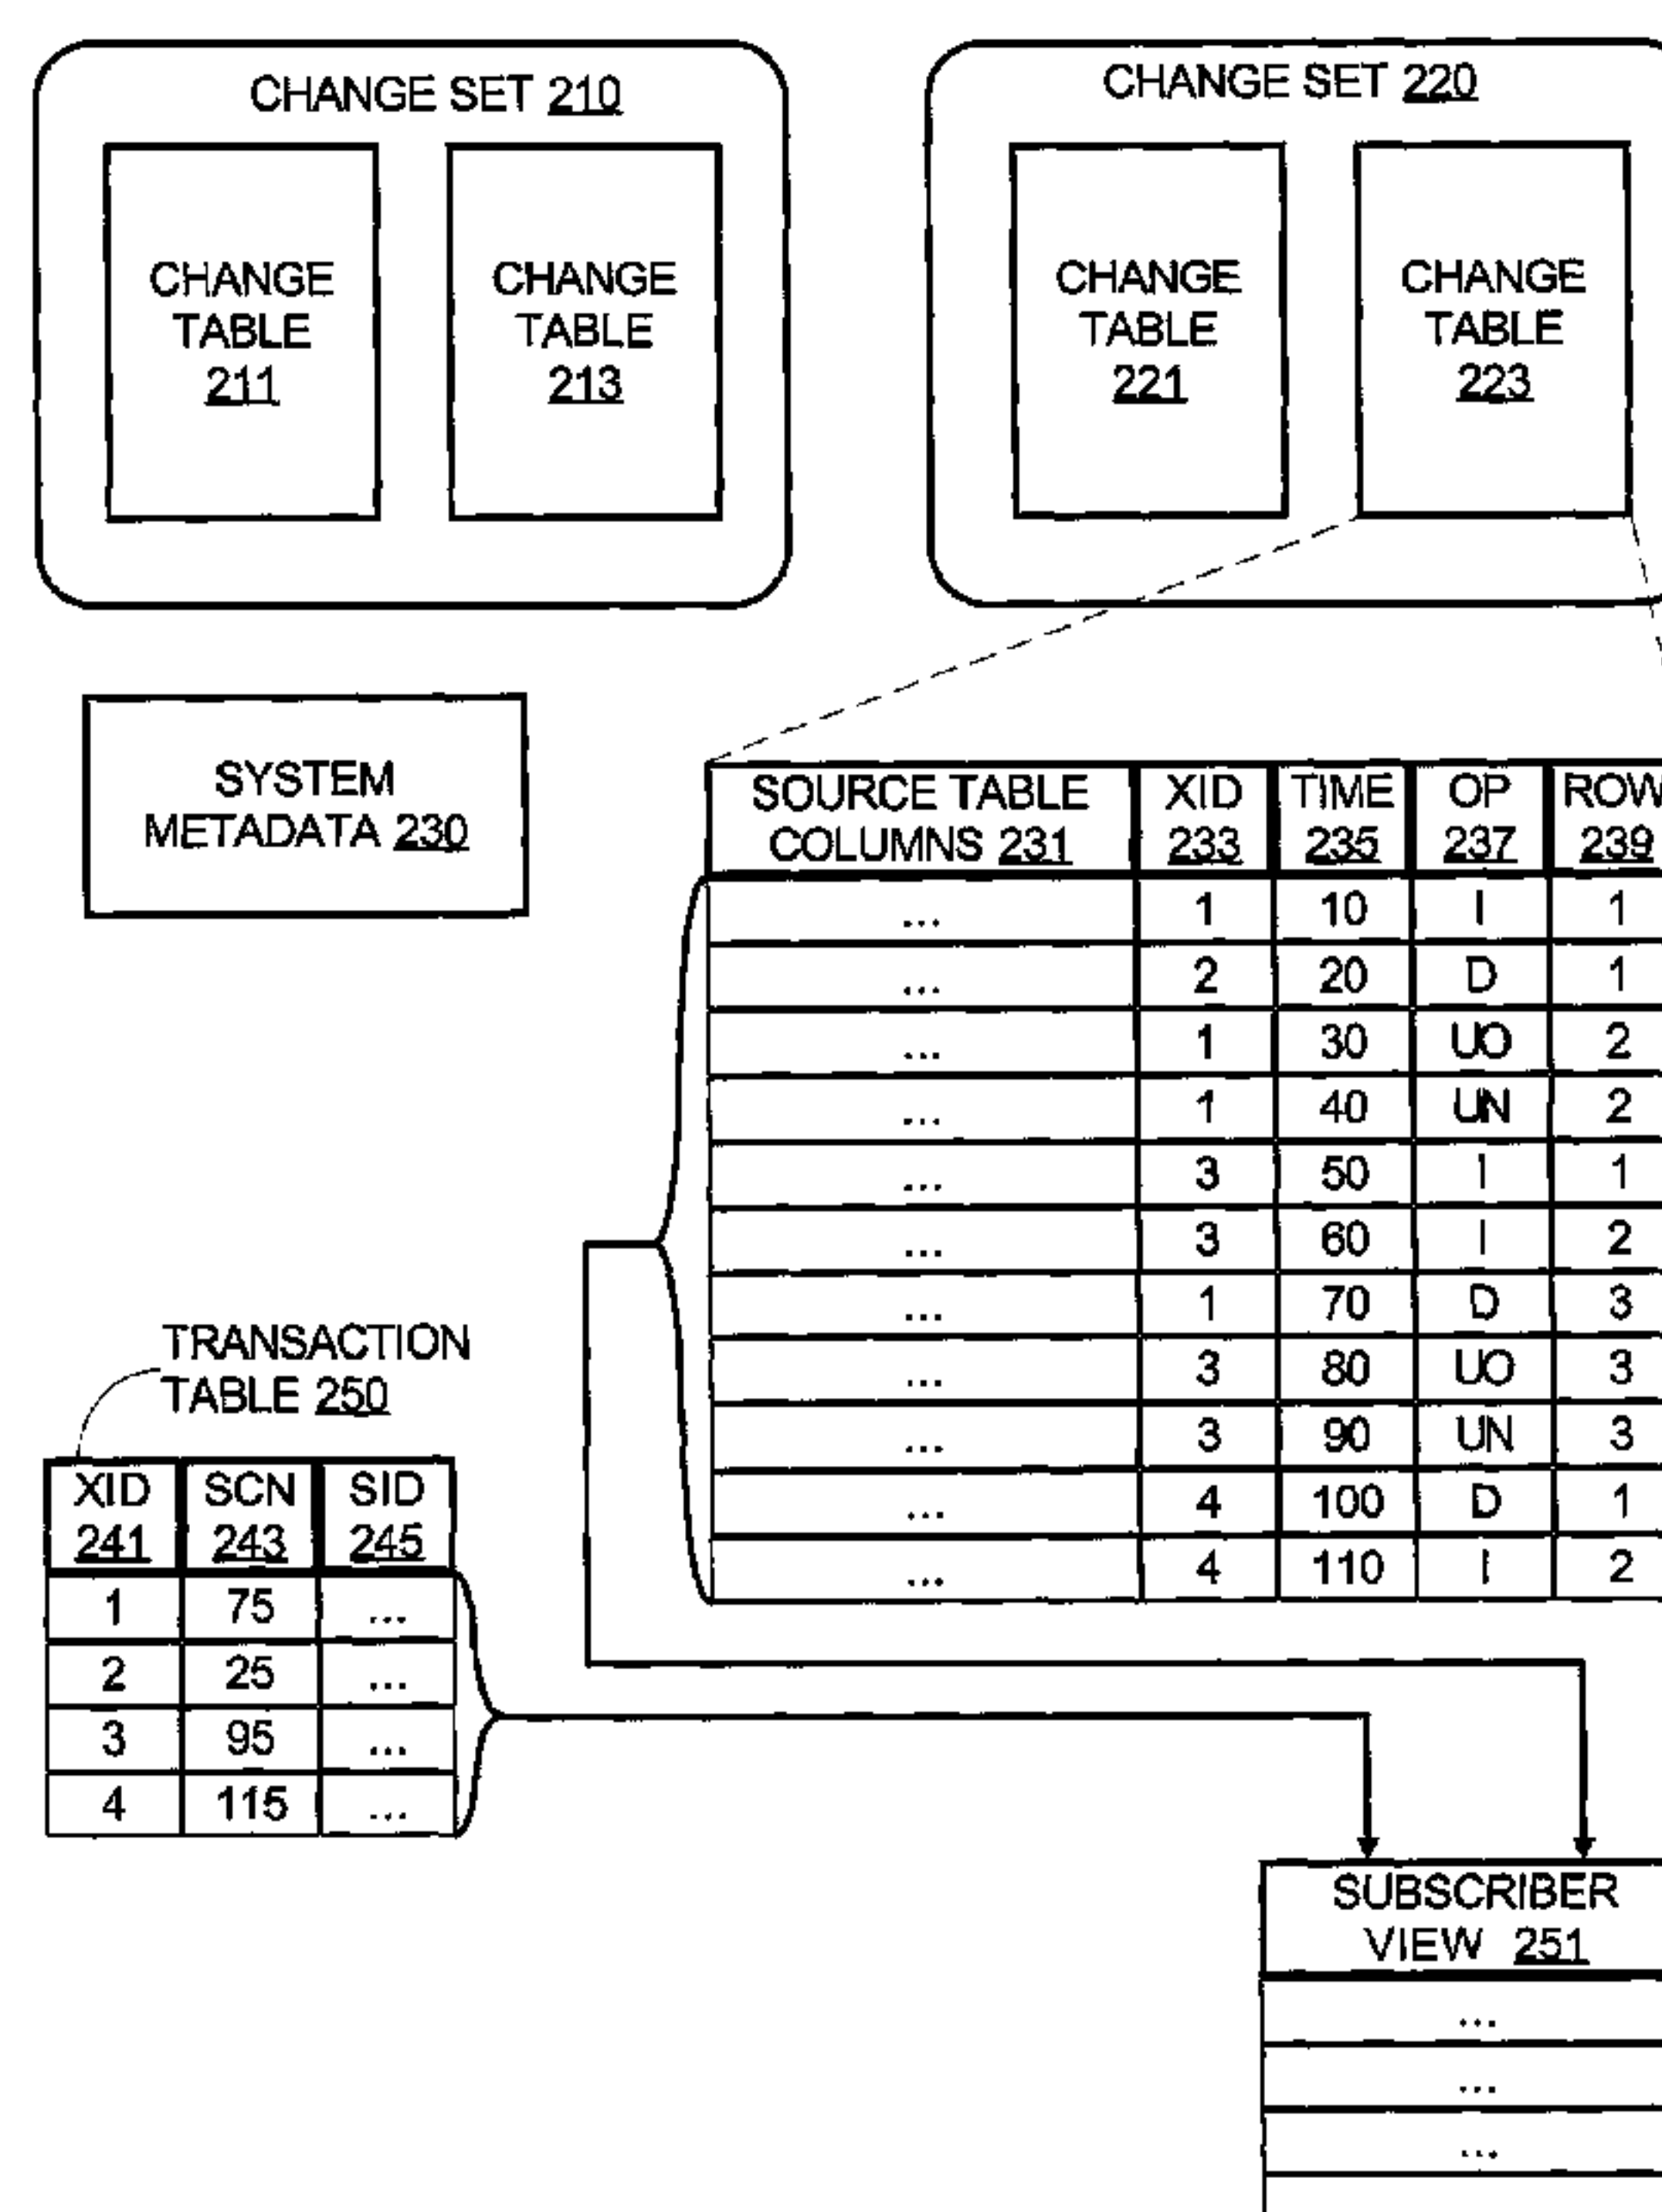 CHANGE SET 210
CHANGE
TABLE
211
CHANGE
TABLE
213
CHANGE SET 220
CHANGE
TABLE
221
CHANGE
TABLE
223
SYSTEM
METADATA 230
SOURCE TABLE
COLUMNS 231
XID
233
TIME
235
OP
237
ROW
239
... 1 10 I 1
... 2 20 D 1
... 1 30 UO 2
... 1 40 UN 2
... 3 50 I 1
... 3 60 I 2
... 1 70 D 3
... 3 80 UO 3
... 3 90 UN 3
... 4 100 D 1
... 4 110 I 2
TRANSACTION
TABLE 250
XID
241
SCN
243
SID
245
1 75 ...
2 25 ...
3 95 ...
4 115 ...
SUBSCRIBER
VIEW 251
...
...
...